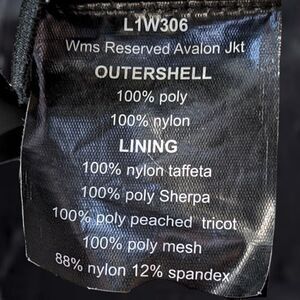 L1W306
Wms Reserved Avalon Jkt
OUTERSHELL
100% poly
100% nylon
LINING
100% nylon taffeta
100% poly Sherpa
100% poly peached tricot
100% poly mesh
88% nylon 12% spandex